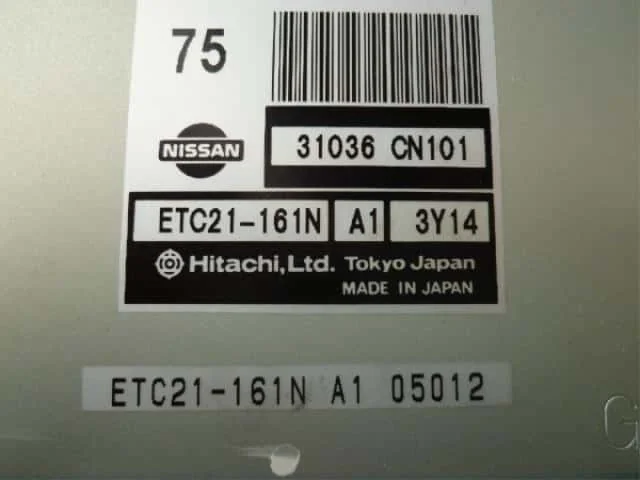 75
NISSAN
31036 CN101
ETC21-161N A1 3Y14
Hitachi,Ltd. Tokyo Japan
MADE IN JAPAN
ETC21-161N A1 05012
G